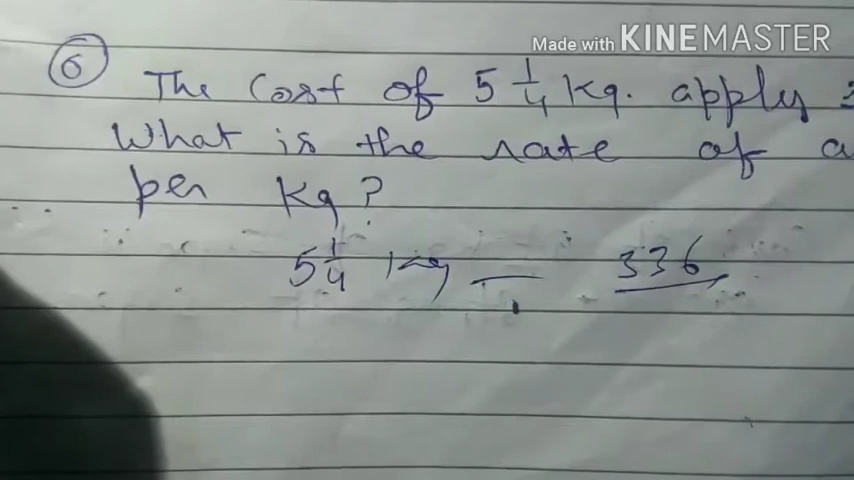 Made with KINEMASTER
6 The Cost of 5 1/4 kg. apply
What is the rate of a
per kg?
5 1/4 kg — 336